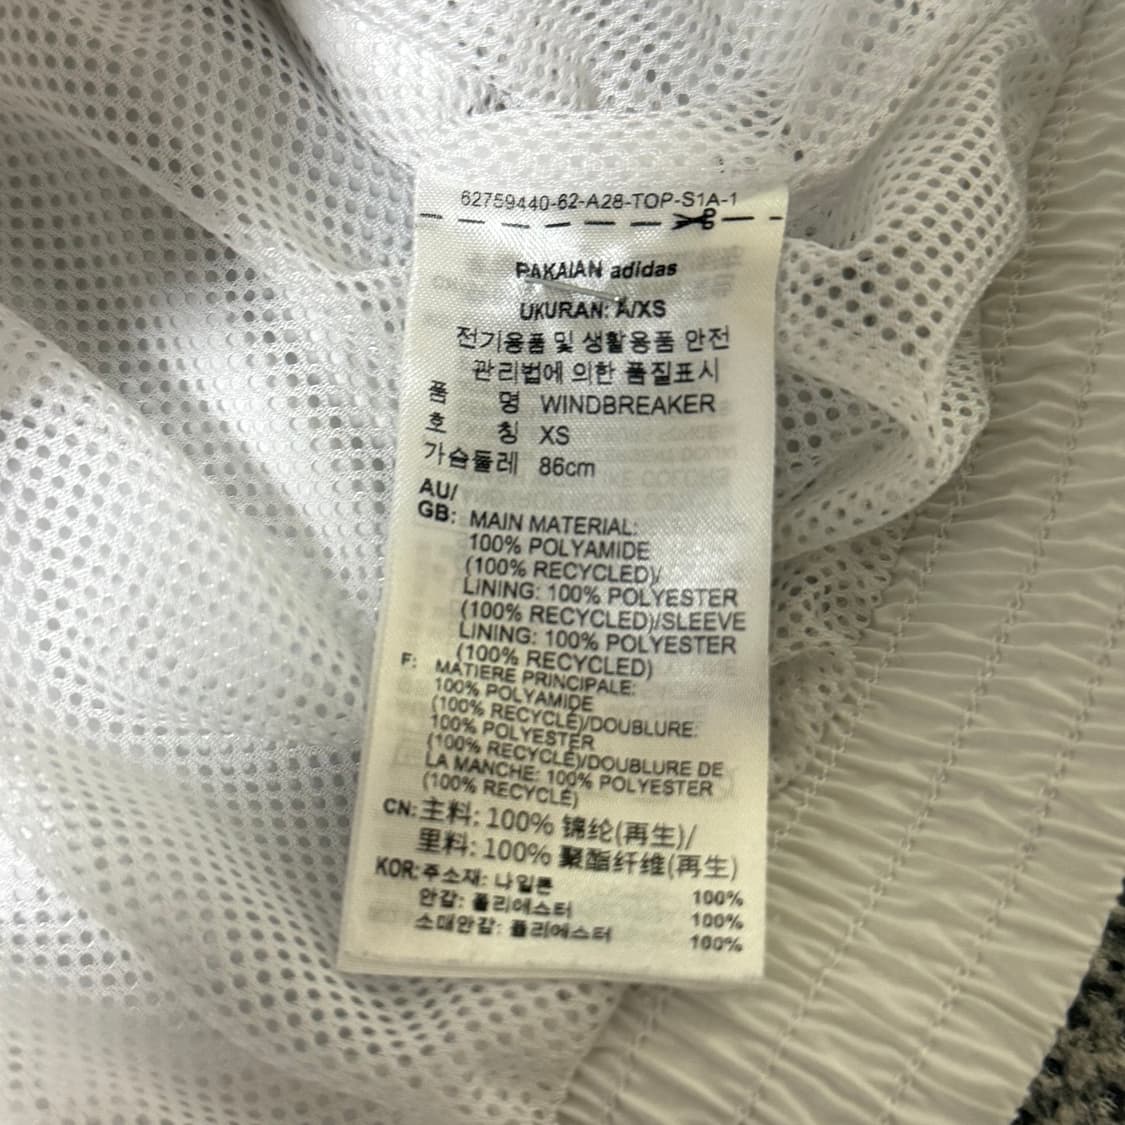 62759440-62-A28-TOP-S1A-1
PAKAIAN adidas
UKURAN: A/XS
전기용품 및 생활용품 안전
관리법에 의한 품질표시
품 명 WINDBREAKER
호 칭 XS
가슴둘레 86cm
AU/
GB: MAIN MATERIAL:
100% POLYAMIDE
(100% RECYCLED)/
LINING: 100% POLYESTER
(100% RECYCLED)/SLEEVE
LINING: 100% POLYESTER
(100% RECYCLED)
F: MATIERE PRINCIPALE:
100% POLYAMIDE
(100% RECYCLÉ)/DOUBLURE:
100% POLYESTER
(100% RECYCLÉ)/DOUBLURE DE
LA MANCHE: 100% POLYESTER
(100% RECYCLÉ)
CN: 主料: 100% 锦纶(再生)/
里料: 100% 聚酯纤维(再生)
KOR: 주소재: 나일론 100%
안감: 폴리에스터 100%
소매안감: 폴리에스터 100%